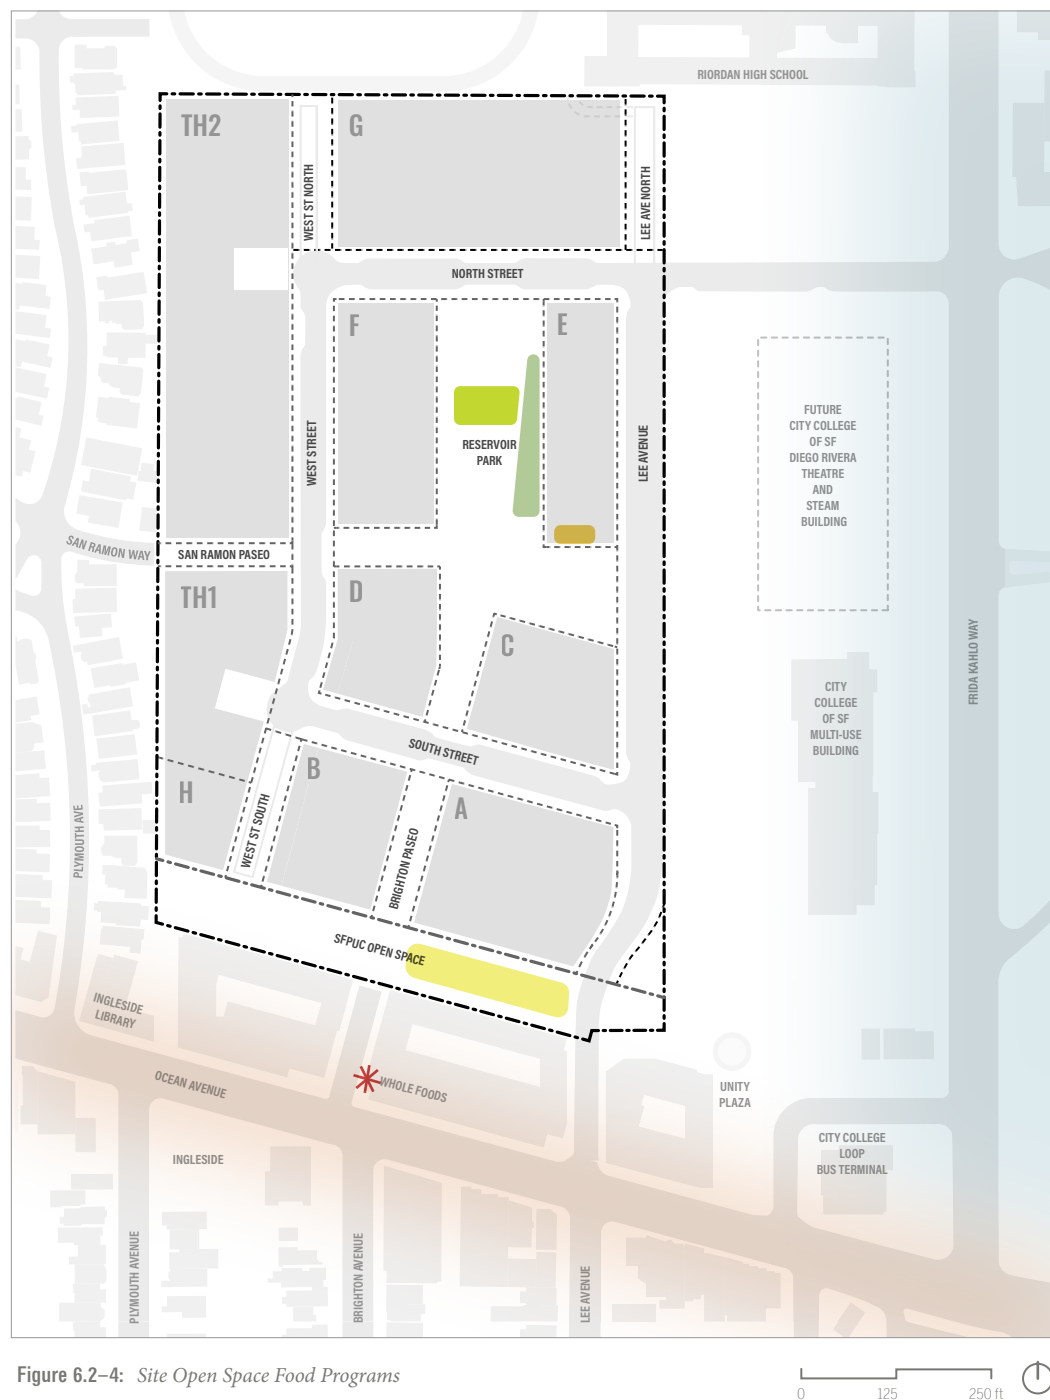 RIORDAN HIGH SCHOOL
TH2
G
WEST ST NORTH
LEE AVE NORTH
NORTH STREET
F
E
WEST STREET
RESERVOIR
PARK
LEE AVENUE
FUTURE
CITY COLLEGE
OF SF
DIEGO RIVERA
THEATRE
AND
STEAM
BUILDING
SAN RAMON WAY
SAN RAMON PASEO
TH1
D
C
FRIDA KAHLO WAY
CITY
COLLEGE
OF SF
MULTI-USE
BUILDING
SOUTH STREET
H
B
A
PLYMOUTH AVE
WEST ST SOUTH
BRIGHTON PASEO
SFPUC OPEN SPACE
INGLESIDE
LIBRARY
OCEAN AVENUE
WHOLE FOODS
UNITY
PLAZA
INGLESIDE
CITY COLLEGE
LOOP
BUS TERMINAL
PLYMOUTH AVENUE
BRIGHTON AVENUE
LEE AVENUE
Figure 6.2–4: Site Open Space Food Programs
0 125 250 ft